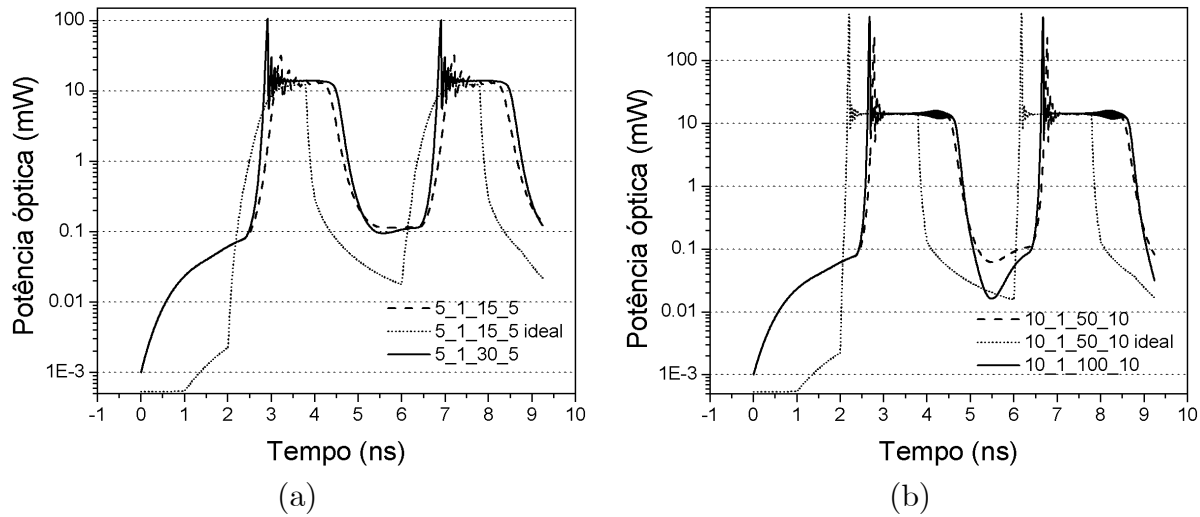 100
10
1
0.1
0.01
1E-3
Potência óptica (mW)
5_1_15_5
5_1_15_5 ideal
5_1_30_5
-1 0 1 2 3 4 5 6 7 8 9 10
Tempo (ns)
(a)
100
10
1
0.1
0.01
1E-3
Potência óptica (mW)
10_1_50_10
10_1_50_10 ideal
10_1_100_10
-1 0 1 2 3 4 5 6 7 8 9 10
Tempo (ns)
(b)